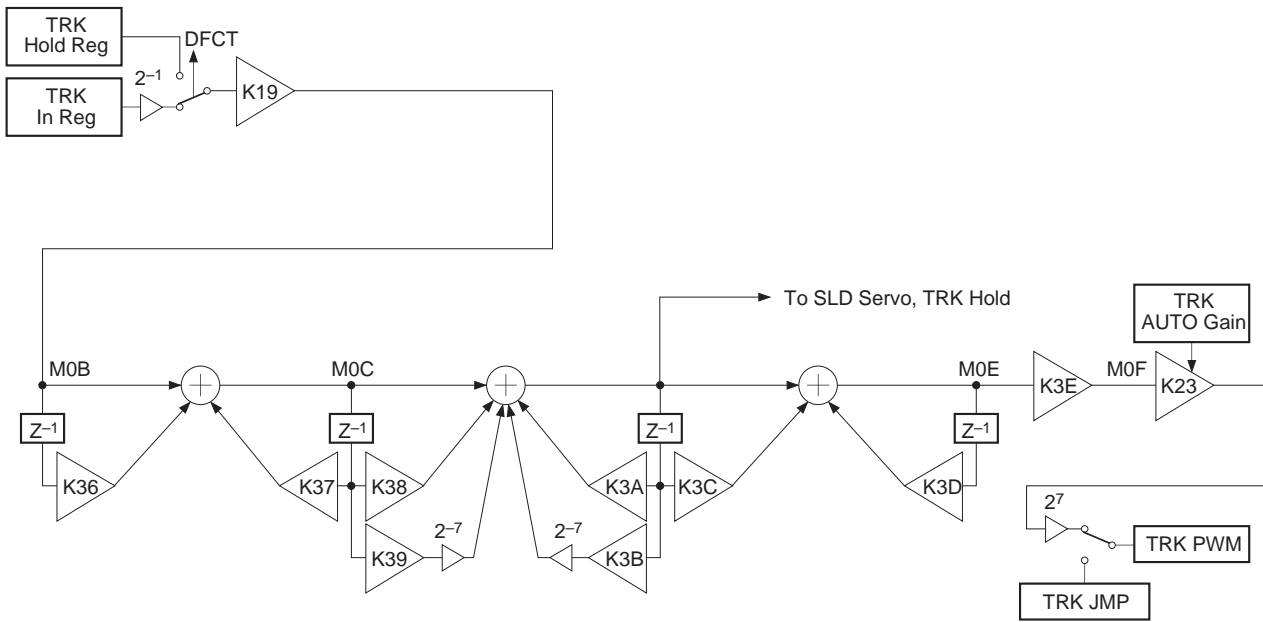 TRK
Hold Reg
DFCT
2⁻¹
TRK
In Reg
K19
To SLD Servo, TRK Hold
TRK
AUTO Gain
M0B
M0C
M0E
M0F
K3E
K23
Z⁻¹
Z⁻¹
Z⁻¹
Z⁻¹
K36
K37
K38
K3A
K3C
K3D
K39
2⁻⁷
2⁻⁷
K3B
2⁷
TRK PWM
TRK JMP